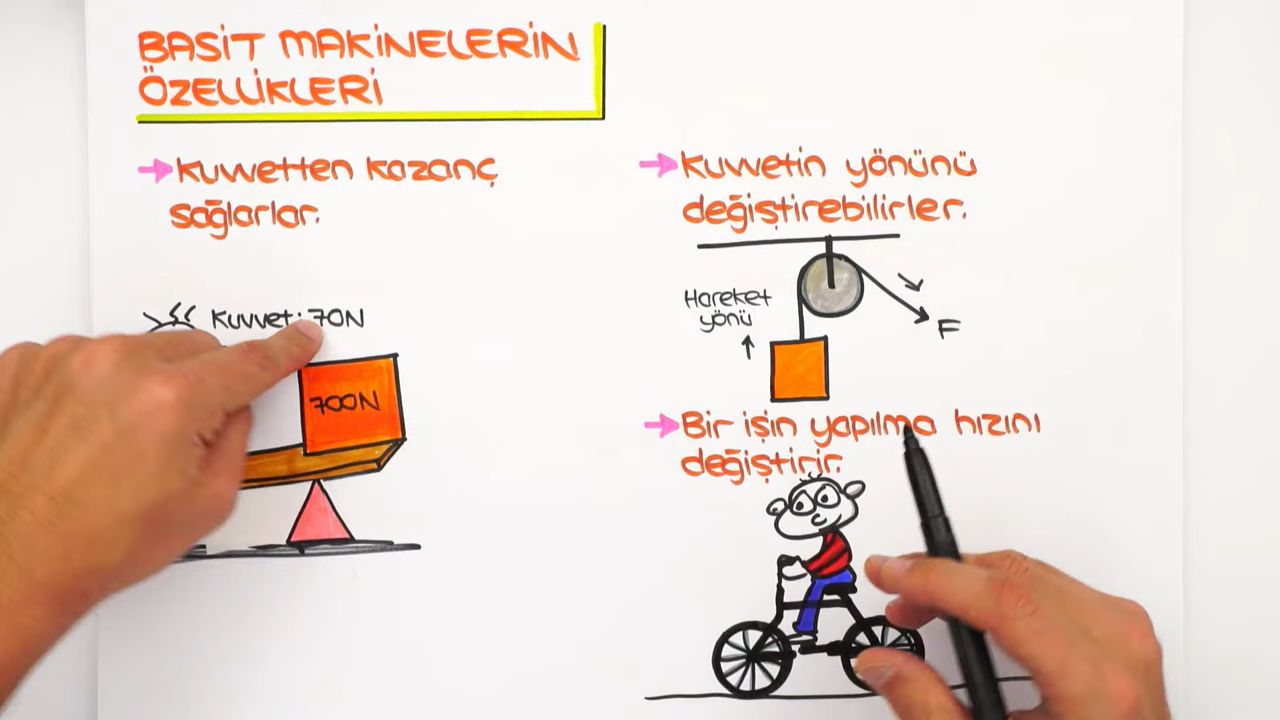 BASİT MAKİNELERİN
ÖZELLİKLERİ
Kuvvetten kazanç
sağlarlar.
Kuvvet: 70N
700N
Kuvvetin yönünü
değiştirebilirler.
Hareket
yönü
F
Bir işin yapılma hızını
değiştirir.